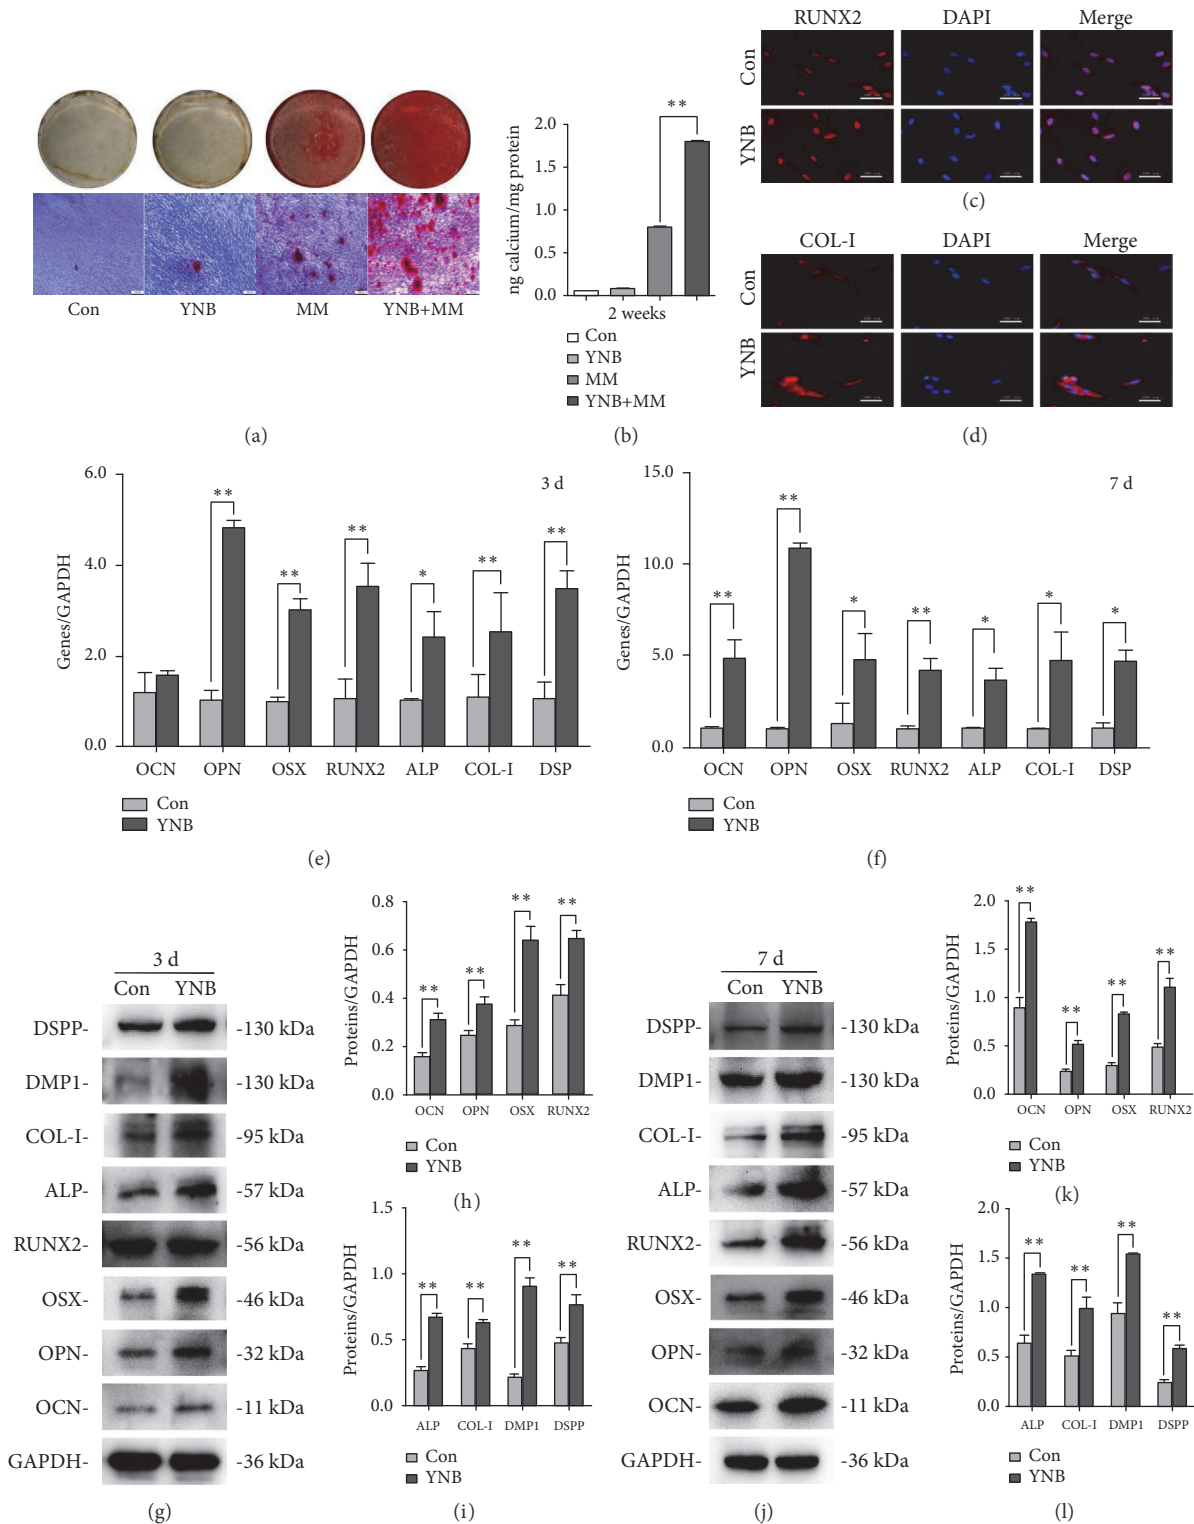 RUNX2 DAPI Merge
Con
YNB
(c)
COL-I DAPI Merge
Con
YNB
(d)
Con YNB MM YNB+MM
(a)
ng calcium/mg protein
2.0
1.5
1.0
0.5
0.0
**
2 weeks
Con
YNB
MM
YNB+MM
(b)
Genes/GAPDH
6.0
4.0
2.0
0.0
3 d
** ** ** * ** **
OCN OPN OSX RUNX2 ALP COL-I DSP
Con
YNB
(e)
Genes/GAPDH
15.0
10.0
5.0
0.0
7 d
** ** * ** * * *
OCN OPN OSX RUNX2 ALP COL-I DSP
Con
YNB
(f)
3 d
Con YNB
DSPP- -130 kDa
DMP1- -130 kDa
COL-I- -95 kDa
ALP- -57 kDa
RUNX2- -56 kDa
OSX- -46 kDa
OPN- -32 kDa
OCN- -11 kDa
GAPDH- -36 kDa
(g)
Proteins/GAPDH
0.8
0.6
0.4
0.2
0.0
** ** ** **
OCN OPN OSX RUNX2
Con
YNB
(h)
Proteins/GAPDH
1.5
1.0
0.5
0.0
** ** ** **
ALP COL-I DMP1 DSPP
Con
YNB
(i)
7 d
Con YNB
DSPP- -130 kDa
DMP1- -130 kDa
COL-I- -95 kDa
ALP- -57 kDa
RUNX2- -56 kDa
OSX- -46 kDa
OPN- -32 kDa
OCN- -11 kDa
GAPDH- -36 kDa
(j)
Proteins/GAPDH
2.0
1.5
1.0
0.5
0.0
** ** ** **
OCN OPN OSX RUNX2
Con
YNB
(k)
Proteins/GAPDH
2.0
1.5
1.0
0.5
0.0
** ** ** **
ALP COL-I DMP1 DSPP
Con
YNB
(l)